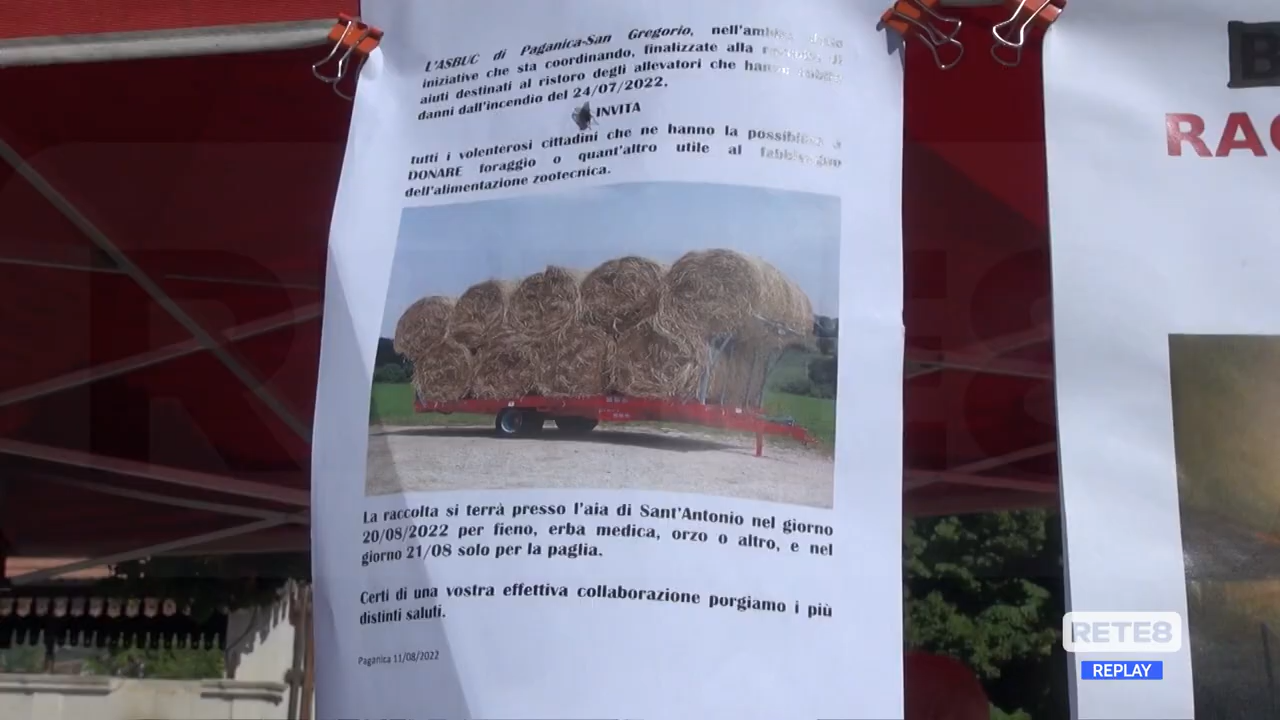 L'ASBUC di Paganica-San Gregorio, nell'ambito delle
iniziative che sta coordinando, finalizzate alla raccolta di
aiuti destinati al ristoro degli allevatori che hanno subito
danni dall'incendio del 24/07/2022,
INVITA
tutti i volenterosi cittadini che ne hanno la possibilità a
DONARE foraggio o quant'altro utile al fabbisogno
dell'alimentazione zootecnica.
La raccolta si terrà presso l'aia di Sant'Antonio nel giorno
20/08/2022 per fieno, erba medica, orzo o altro, e nel
giorno 21/08 solo per la paglia.
Certi di una vostra effettiva collaborazione porgiamo i più
distinti saluti.
Paganica 11/08/2022
RETE8
REPLAY